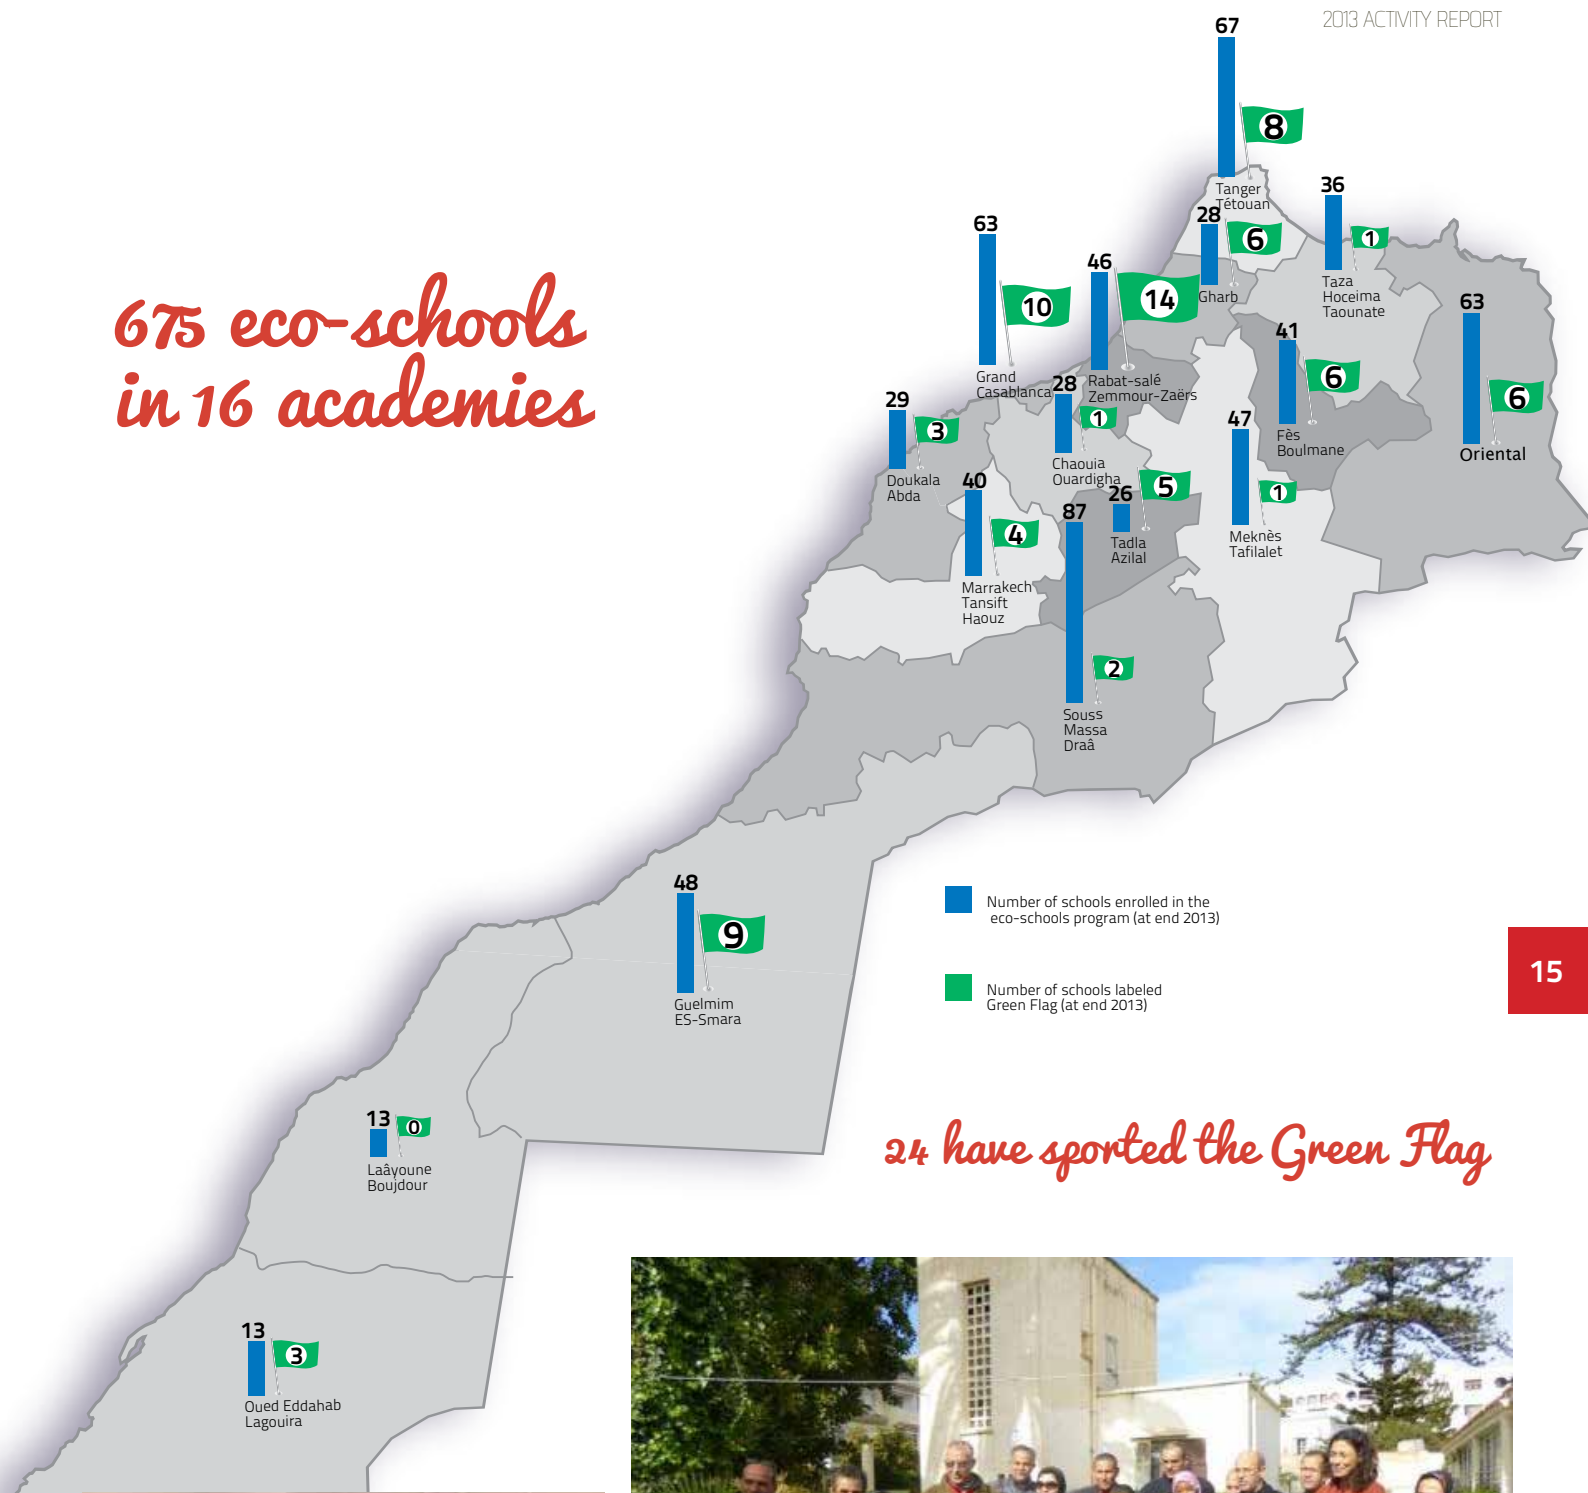 2013 ACTIVITY REPORT
675 eco-schools
in 16 academies
67
8
Tanger
Tétouan
28
6
Gharb
36
1
Taza
Hoceima
Taounate
63
10
Grand
Casablanca
46
14
Rabat-salé
Zemmour-Zaërs
63
6
Oriental
41
6
Fès
Boulmane
28
1
Chaouia
Ouardigha
29
3
Doukala
Abda
47
1
Meknès
Tafilalet
40
4
Marrakech
Tansift
Haouz
26
5
Tadla
Azilal
87
2
Souss
Massa
Draâ
48
9
Guelmim
ES-Smara
Number of schools enrolled in the
eco-schools program (at end 2013)
Number of schools labeled
Green Flag (at end 2013)
15
13
0
Laâyoune
Boujdour
24 have sported the Green Flag
13
3
Oued Eddahab
Lagouira